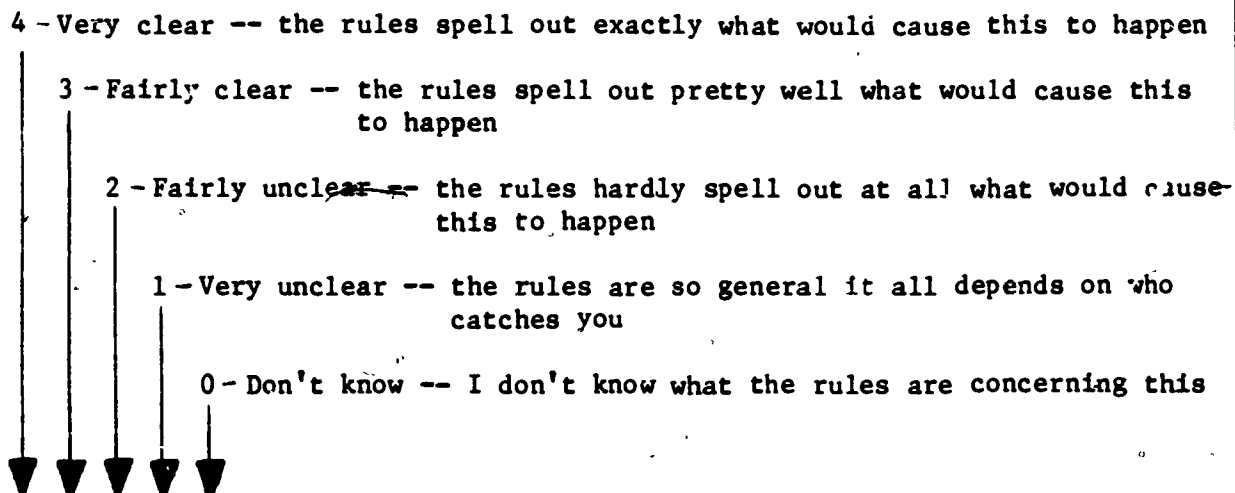 4 - Very clear -- the rules spell out exactly what would cause this to happen
3 - Fairly clear -- the rules spell out pretty well what would cause this
to happen
2 - Fairly unclear -- the rules hardly spell out at all what would cause
this to happen
1 - Very unclear -- the rules are so general it all depends on who
catches you
0 - Don't know -- I don't know what the rules are concerning this